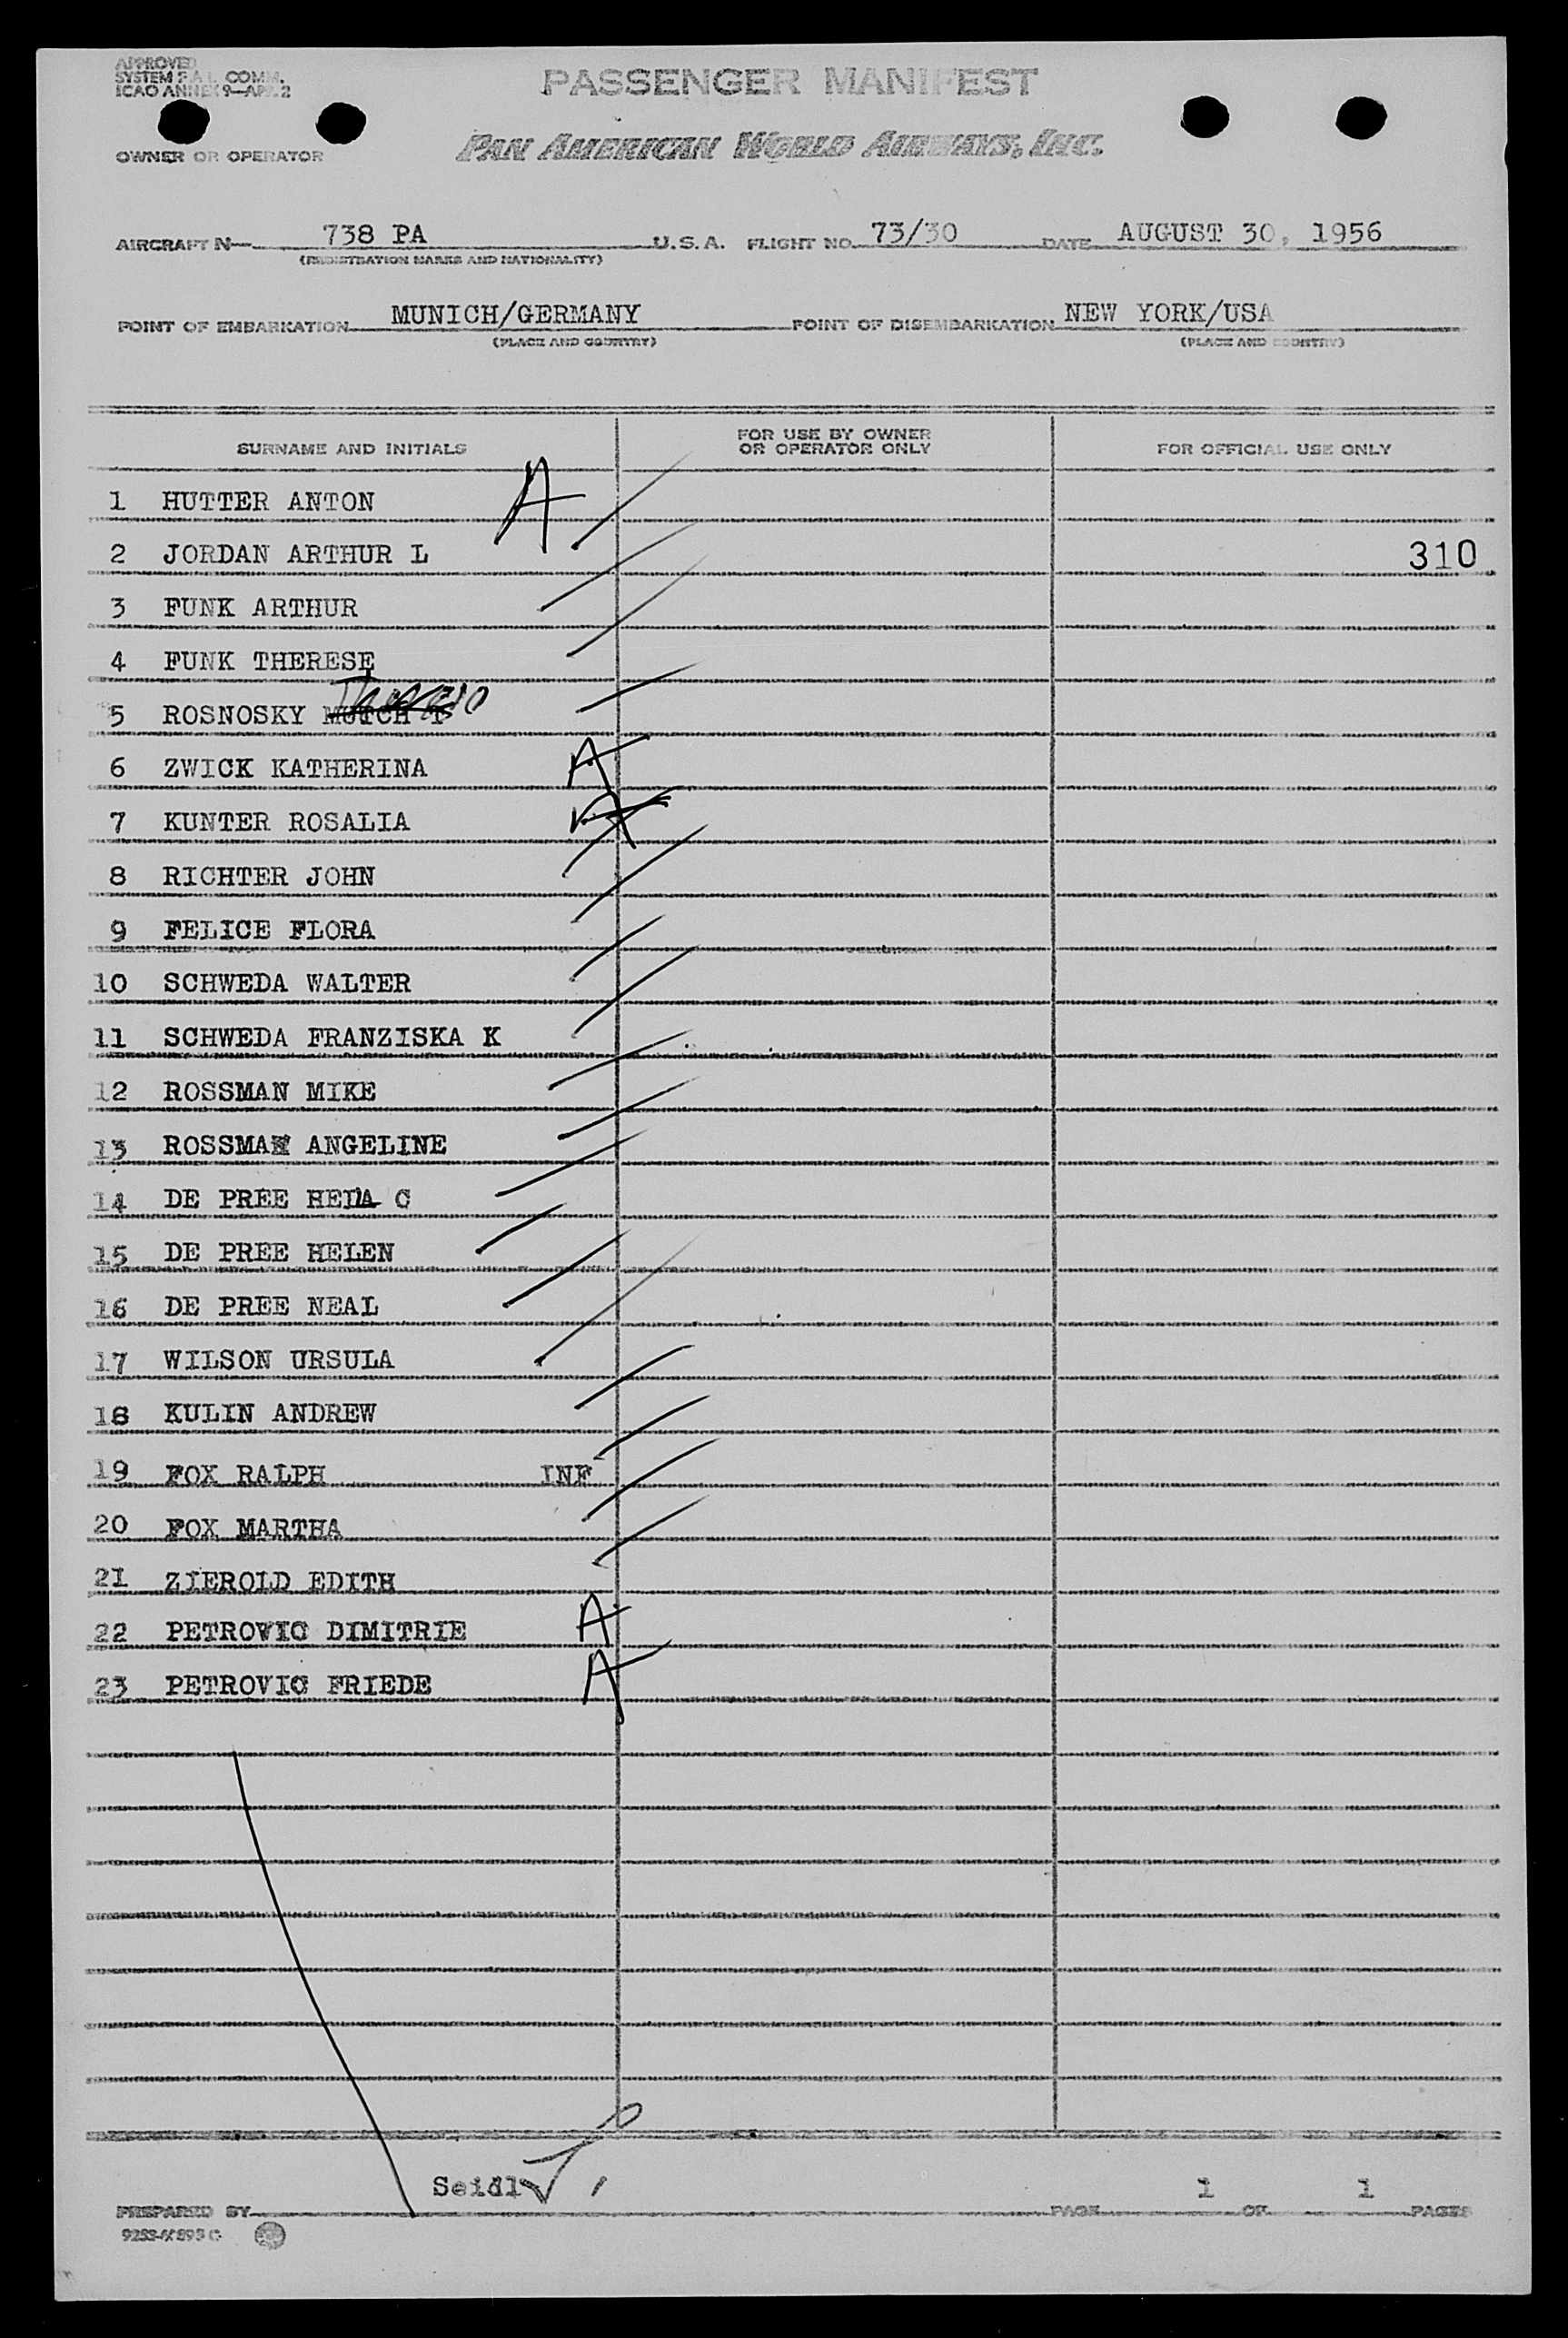 APPROVED
SYSTEM F.A.L. COMM.
ICAO ANNEX 9—APP. 2
PASSENGER MANIFEST
OWNER OR OPERATOR PAN AMERICAN WORLD AIRWAYS, INC.
AIRCRAFT N— 738 PA U.S.A. FLIGHT NO. 73/30 DATE AUGUST 30, 1956
(REGISTRATION MARKS AND NATIONALITY)
POINT OF EMBARKATION MUNICH/GERMANY POINT OF DISEMBARKATION NEW YORK/USA
(PLACE AND COUNTRY) (PLACE AND COUNTRY)
SURNAME AND INITIALS FOR USE BY OWNER OR OPERATOR ONLY FOR OFFICIAL USE ONLY
1 HUTTER ANTON A
2 JORDAN ARTHUR L 310
3 FUNK ARTHUR
4 FUNK THERESE
5 ROSNOSKY MUTCH T
6 ZWICK KATHERINA A
7 KUNTER ROSALIA A
8 RICHTER JOHN
9 FELICE FLORA
10 SCHWEDA WALTER
11 SCHWEDA FRANZISKA K
12 ROSSMAN MIKE
13 ROSSMAN ANGELINE
14 DE PREE HEDA C
15 DE PREE HELEN
16 DE PREE NEAL
17 WILSON URSULA
18 KULIN ANDREW
19 FOX RALPH INF
20 FOX MARTHA
21 ZIEROLD EDITH
22 PETROVIC DIMITRIE A
23 PETROVIC FRIEDE A
PREPARED BY Seidl PAGE 1 OF 1 PAGES